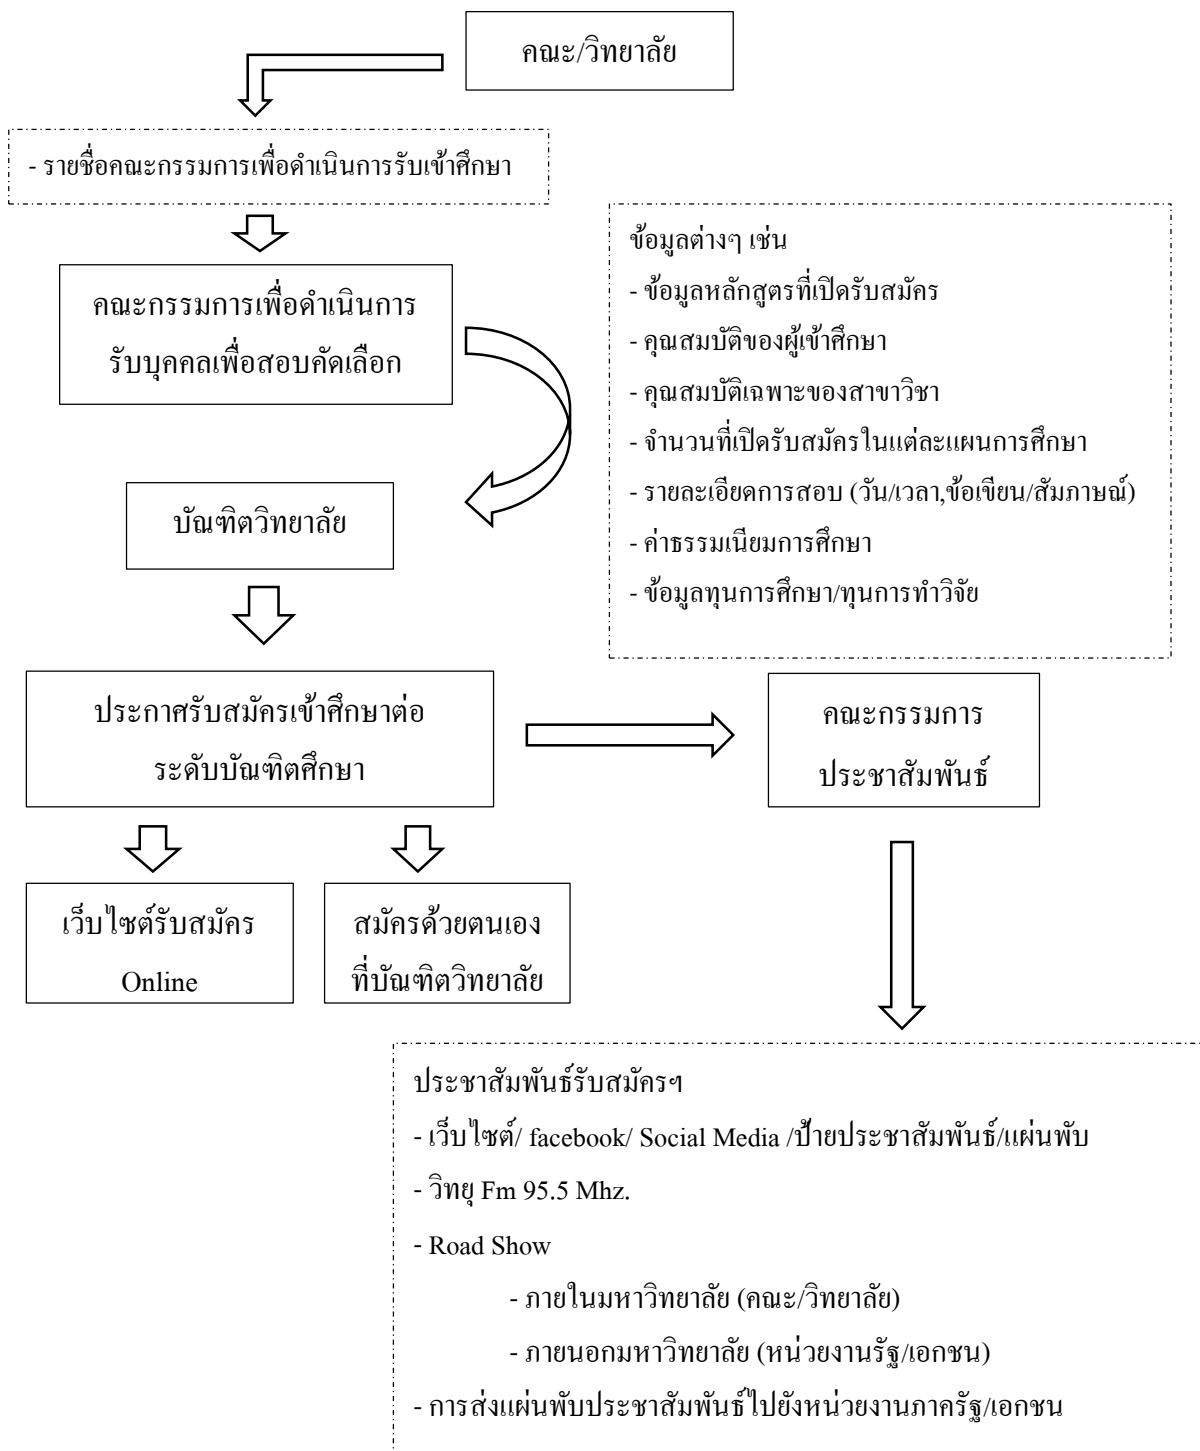 คณะ/วิทยาลัย
- รายชื่อคณะกรรมการเพื่อดำเนินการรับเข้าศึกษา
คณะกรรมการเพื่อดำเนินการ
รับบุคคลเพื่อสอบคัดเลือก
ข้อมูลต่างๆ เช่น
- ข้อมูลหลักสูตรที่เปิดรับสมัคร
- คุณสมบัติของผู้เข้าศึกษา
- คุณสมบัติเฉพาะของสาขาวิชา
- จำนวนที่เปิดรับสมัครในแต่ละแผนการศึกษา
- รายละเอียดการสอบ (วัน/เวลา,ข้อเขียน/สัมภาษณ์)
- ค่าธรรมเนียมการศึกษา
- ข้อมูลทุนการศึกษา/ทุนการทำวิจัย
บัณฑิตวิทยาลัย
ประกาศรับสมัครเข้าศึกษาต่อ
ระดับบัณฑิตศึกษา
คณะกรรมการ
ประชาสัมพันธ์
เว็บไซต์รับสมัคร
Online
สมัครด้วยตนเอง
ที่บัณฑิตวิทยาลัย
ประชาสัมพันธ์รับสมัครฯ
- เว็บไซต์/ facebook/ Social Media /ป้ายประชาสัมพันธ์/แผ่นพับ
- วิทยุ Fm 95.5 Mhz.
- Road Show
- ภายในมหาวิทยาลัย (คณะ/วิทยาลัย)
- ภายนอกมหาวิทยาลัย (หน่วยงานรัฐ/เอกชน)
- การส่งแผ่นพับประชาสัมพันธ์ไปยังหน่วยงานภาครัฐ/เอกชน